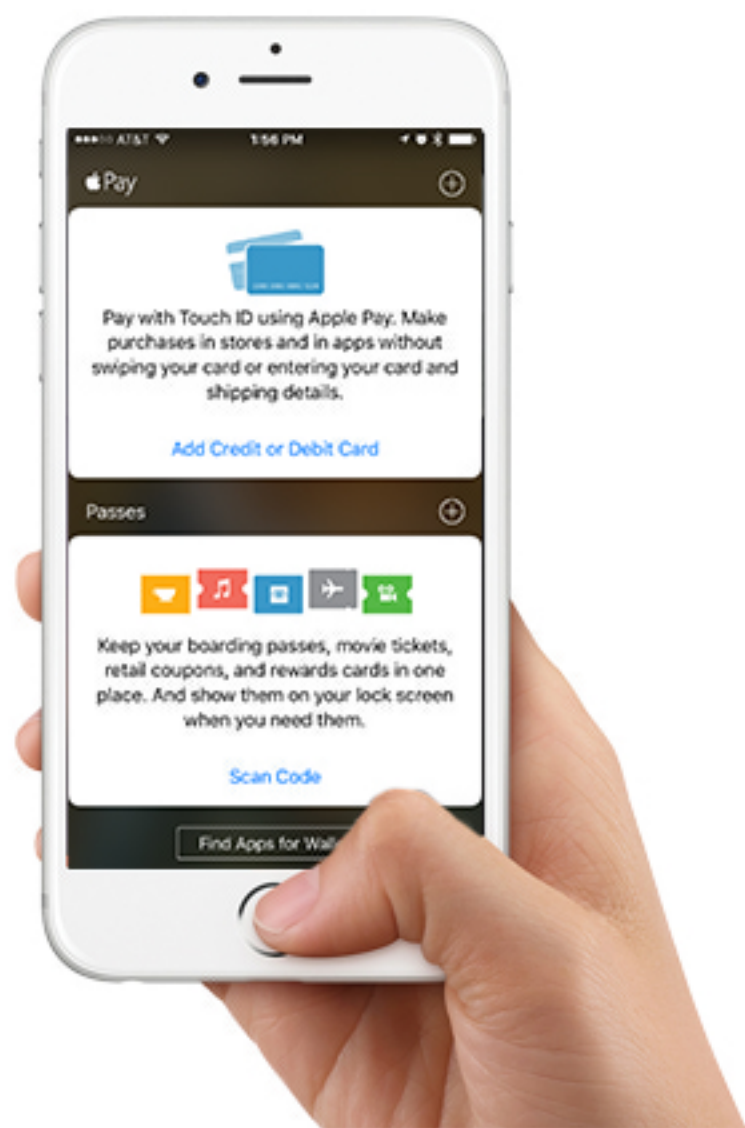 AT&T 1:56 PM
Pay
Pay with Touch ID using Apple Pay. Make
purchases in stores and in apps without
swiping your card or entering your card and
shipping details.
Add Credit or Debit Card
Passes
Keep your boarding passes, movie tickets,
retail coupons, and rewards cards in one
place. And show them on your lock screen
when you need them.
Scan Code
Find Apps for Wall